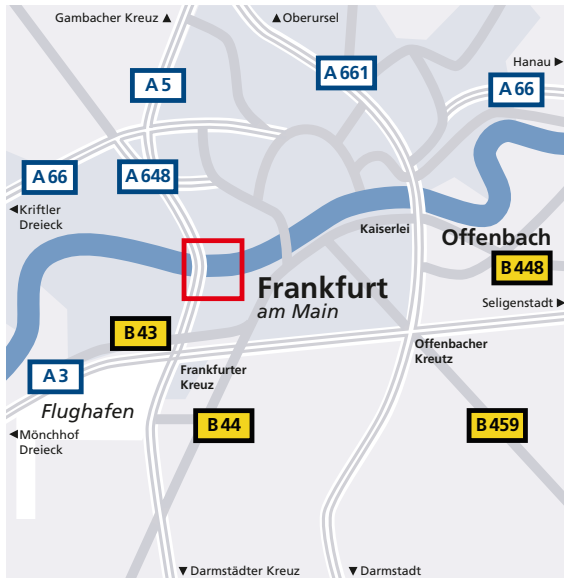 Gambacher Kreuz ▲
▲ Oberursel
A 5
A 661
Hanau ▶
A 66
A 66
A 648
◀ Kriftler
Dreieck
Kaiserlei
Offenbach
B 448
Frankfurt
am Main
Seligenstadt ▶
B 43
Offenbacher
Kreutz
A 3
Frankfurter
Kreuz
Flughafen
B 44
B 459
◀ Mönchhof
Dreieck
▼ Darmstädter Kreuz
▼ Darmstadt